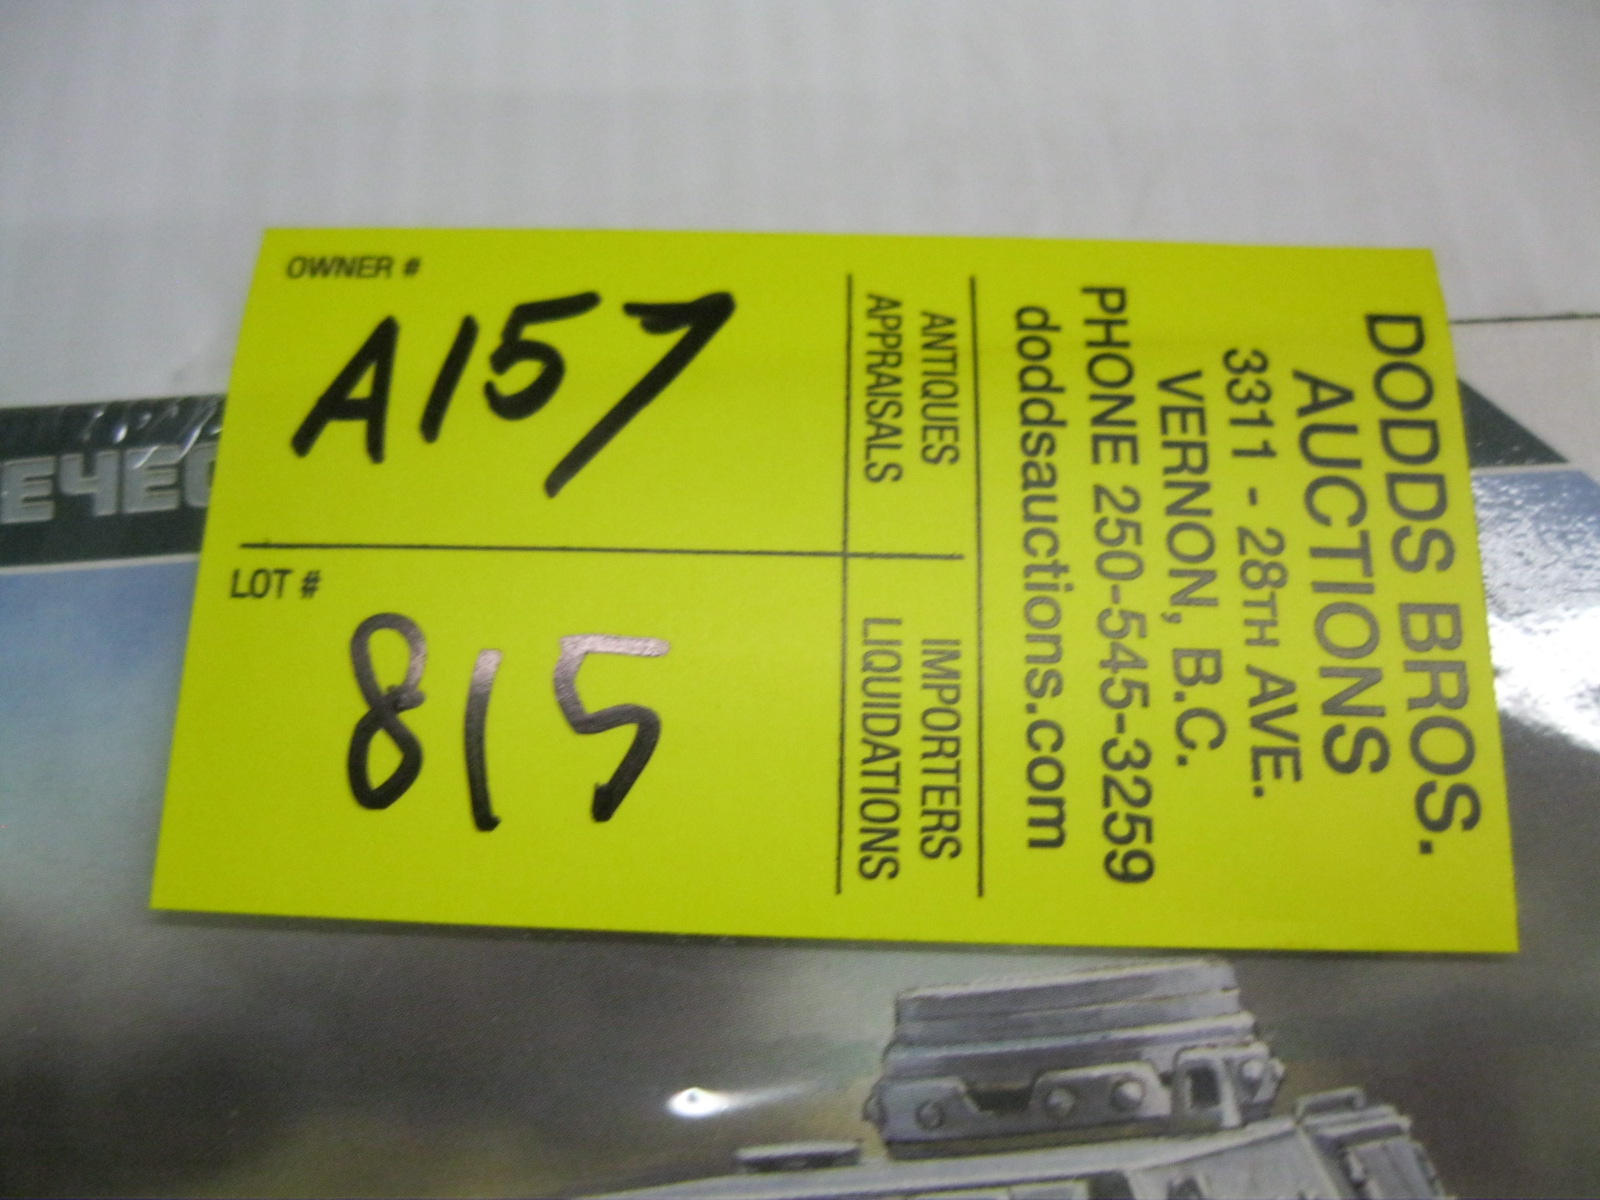 OWNER #
A157
LOT #
815
ANTIQUES IMPORTERS
APPRAISALS LIQUIDATIONS
DODDS BROS.
AUCTIONS
3311 - 28TH AVE.
VERNON, B.C.
PHONE 250-545-3259
doddsauctions.com